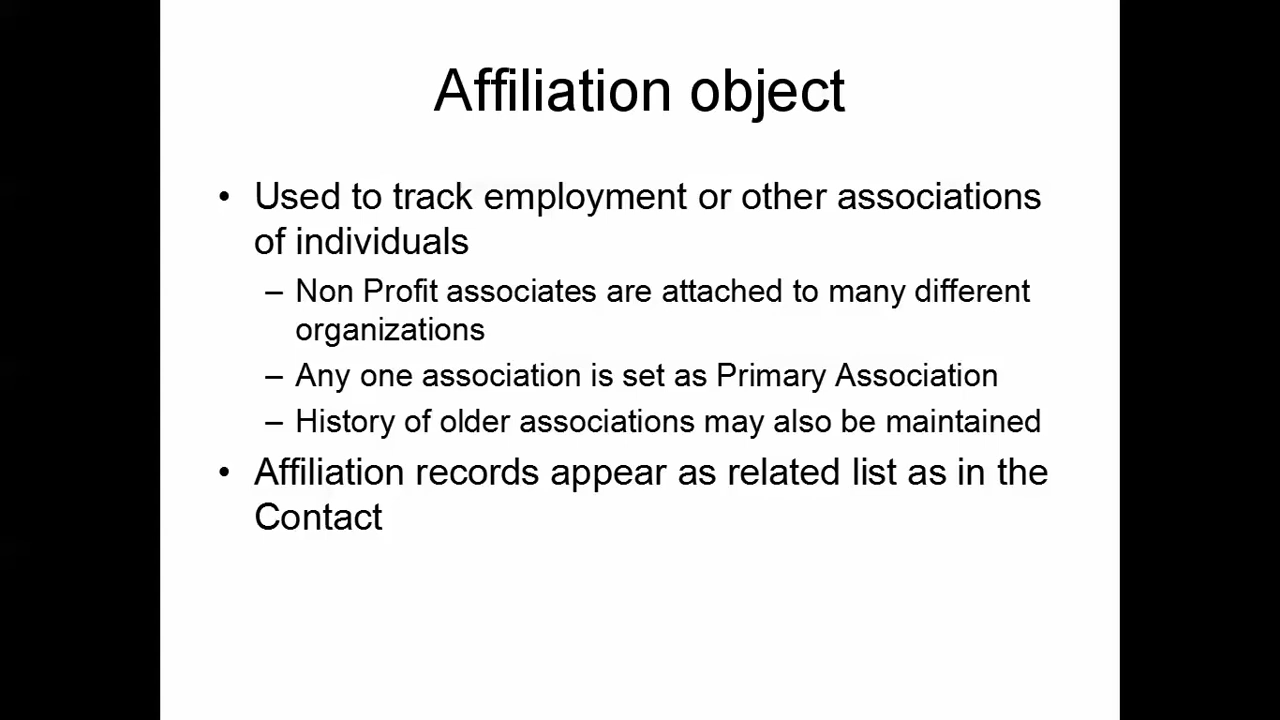 Affiliation object
• Used to track employment or other associations
of individuals
– Non Profit associates are attached to many different
organizations
– Any one association is set as Primary Association
– History of older associations may also be maintained
• Affiliation records appear as related list as in the
Contact